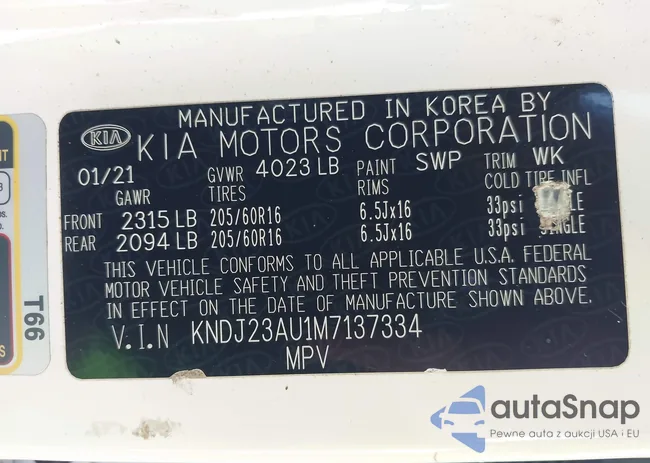 MANUFACTURED IN KOREA BY
KIA KIA MOTORS CORPORATION
01/21 GVWR 4023 LB PAINT SWP TRIM WK
GAWR TIRES RIMS COLD TIRE INFL
FRONT 2315 LB 205/60R16 6.5Jx16 33psi
REAR 2094 LB 205/60R16 6.5Jx16 33psi SINGLE
THIS VEHICLE CONFORMS TO ALL APPLICABLE U.S.A. FEDERAL
MOTOR VEHICLE SAFETY AND THEFT PREVENTION STANDARDS
IN EFFECT ON THE DATE OF MANUFACTURE SHOWN ABOVE.
V.I.N KNDJ23AU1M7137334
MPV
T66
autaSnap
Pewne auta z aukcji USA i EU